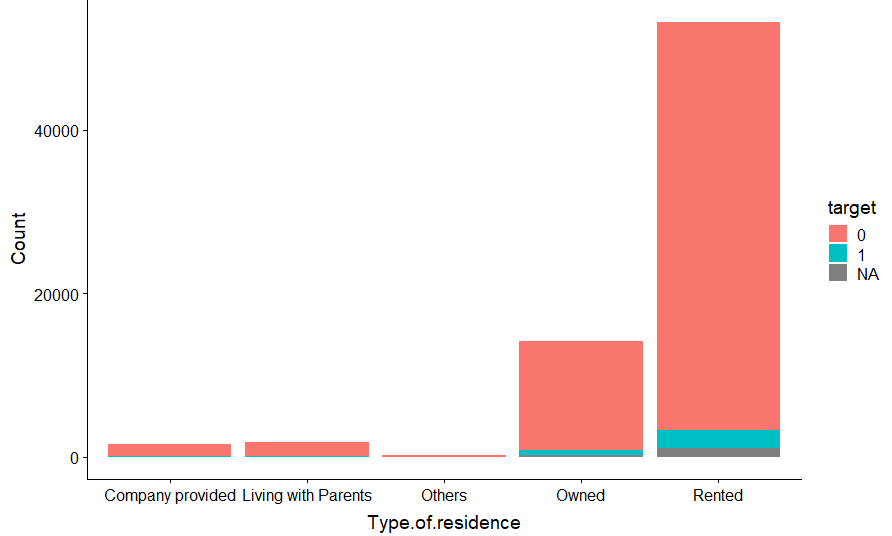 Count
40000
20000
0
Company provided
Living with Parents
Others
Owned
Rented
Type.of.residence
target
0
1
NA